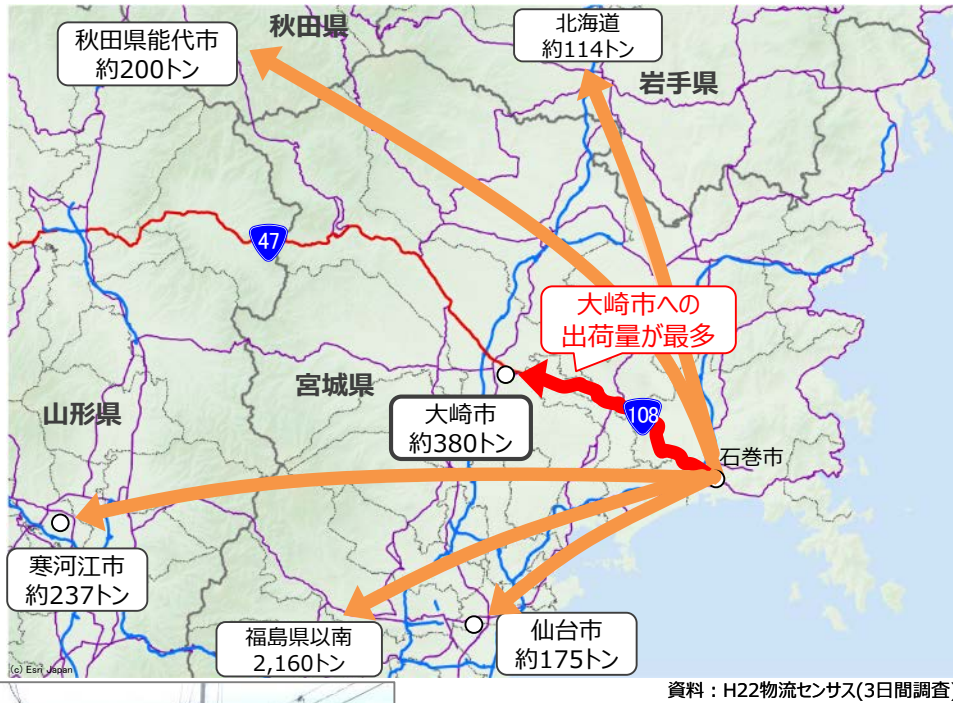 秋田県
秋田県能代市
約200トン
北海道
約114トン
岩手県
47
大崎市への
出荷量が最多
宮城県
山形県
大崎市
約380トン
108
石巻市
寒河江市
約237トン
福島県以南
2,160トン
仙台市
約175トン
(c) Esri Japan
資料：H22物流センサス(3日間調査)